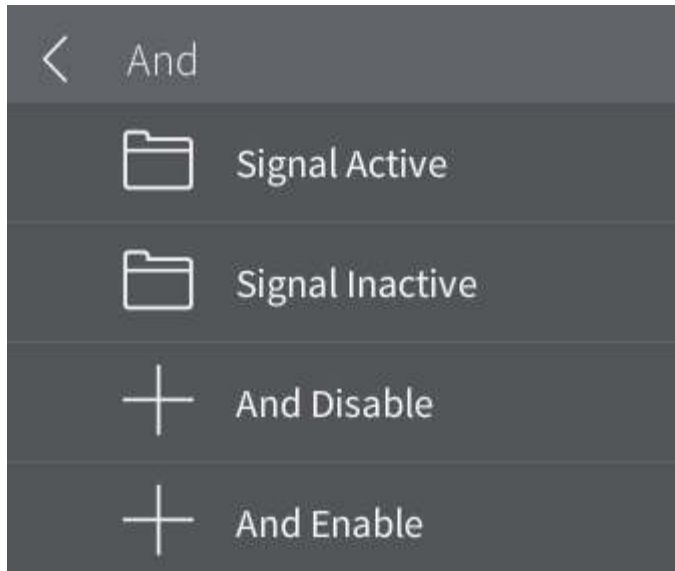 And
Signal Active
Signal Inactive
And Disable
And Enable